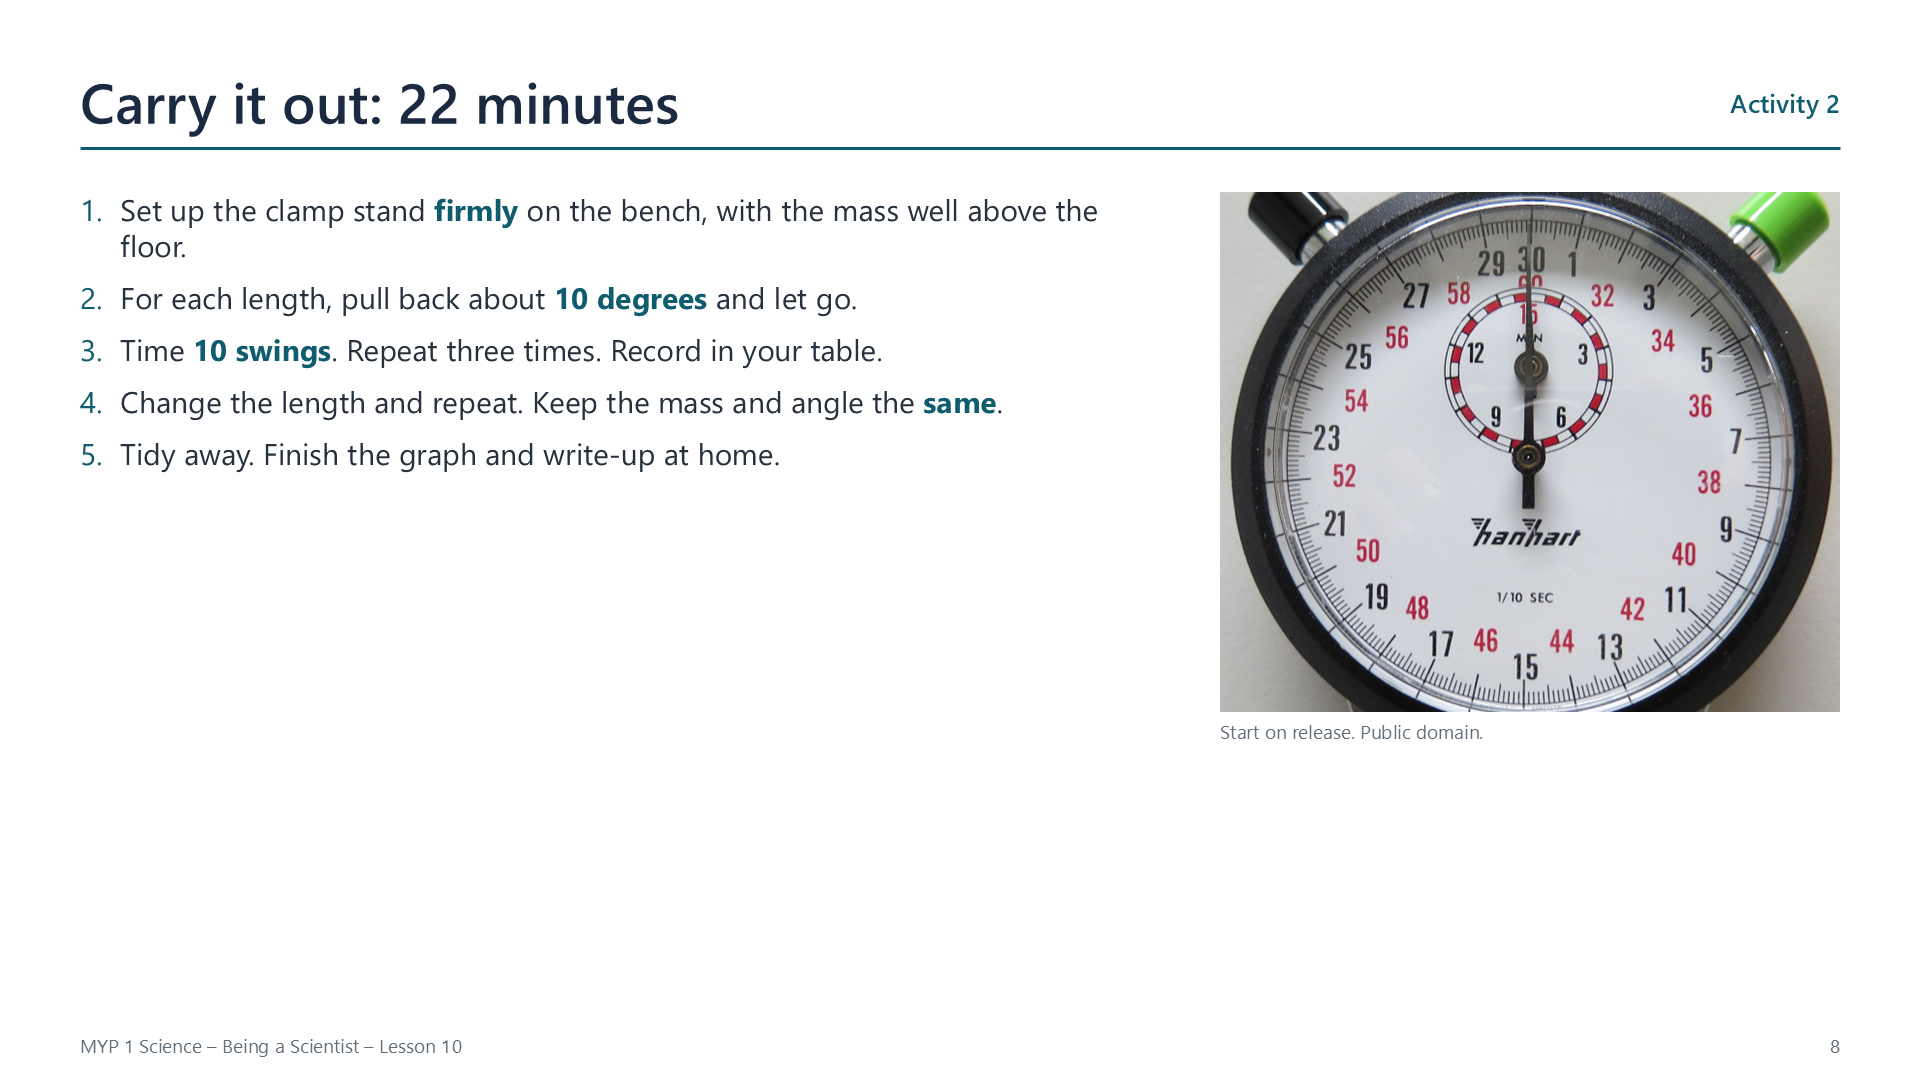 Carry it out: 22 minutes
Activity 2
1. Set up the clamp stand firmly on the bench, with the mass well above the
floor.
2. For each length, pull back about 10 degrees and let go.
3. Time 10 swings. Repeat three times. Record in your table.
4. Change the length and repeat. Keep the mass and angle the same.
5. Tidy away. Finish the graph and write-up at home.
29 30 1
27 58 32 3
56 34
25 12 3 5
54 36
9 6
23 7
52 38
21 9
hanhart
50 40
1/10 SEC
19 48 42 11
17 46 44 13
15
Start on release. Public domain.
MYP 1 Science – Being a Scientist – Lesson 10
8